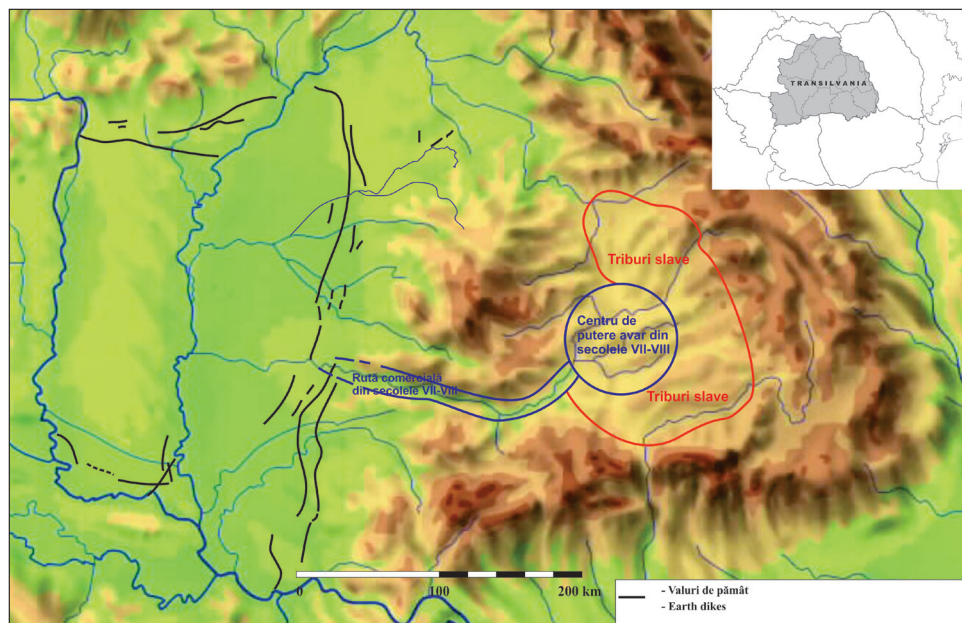 TRANSILVANIA
Triburi slave
Centru de
putere avar din
secolele VII-VIII
Rută comercială
din secolele VII-VIII
Triburi slave
0 100 200 km
- Valuri de pământ
- Earth dikes